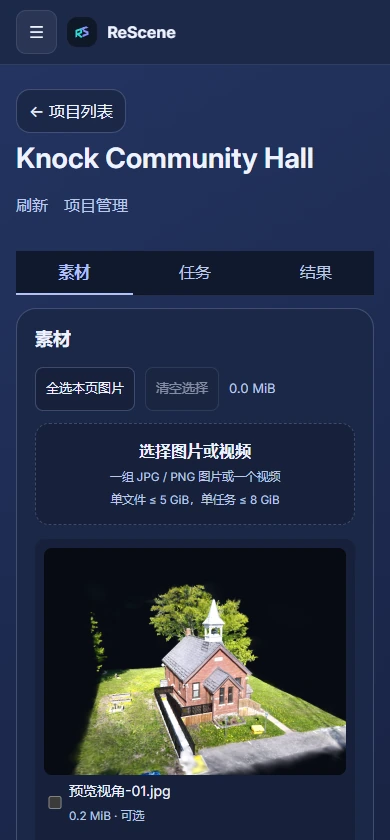 ☰ RS ReScene
← 项目列表
Knock Community Hall
刷新 项目管理
素材 任务 结果
素材
全选本页图片 清空选择 0.0 MiB
选择图片或视频
一组 JPG / PNG 图片或一个视频
单文件 ≤ 5 GiB，单任务 ≤ 8 GiB
预览视角-01.jpg
0.2 MiB · 可选